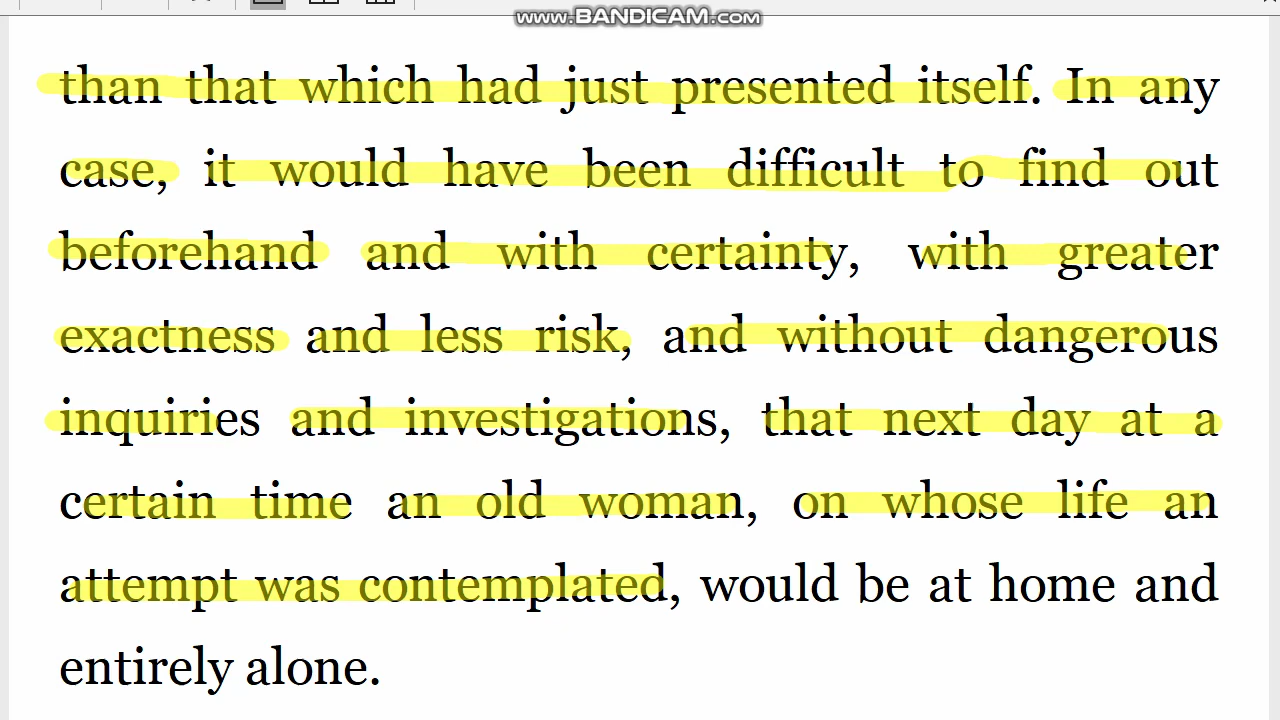 www.BANDICAM.com
than that which had just presented itself. In any
case, it would have been difficult to find out
beforehand and with certainty, with greater
exactness and less risk, and without dangerous
inquiries and investigations, that next day at a
certain time an old woman, on whose life an
attempt was contemplated, would be at home and
entirely alone.